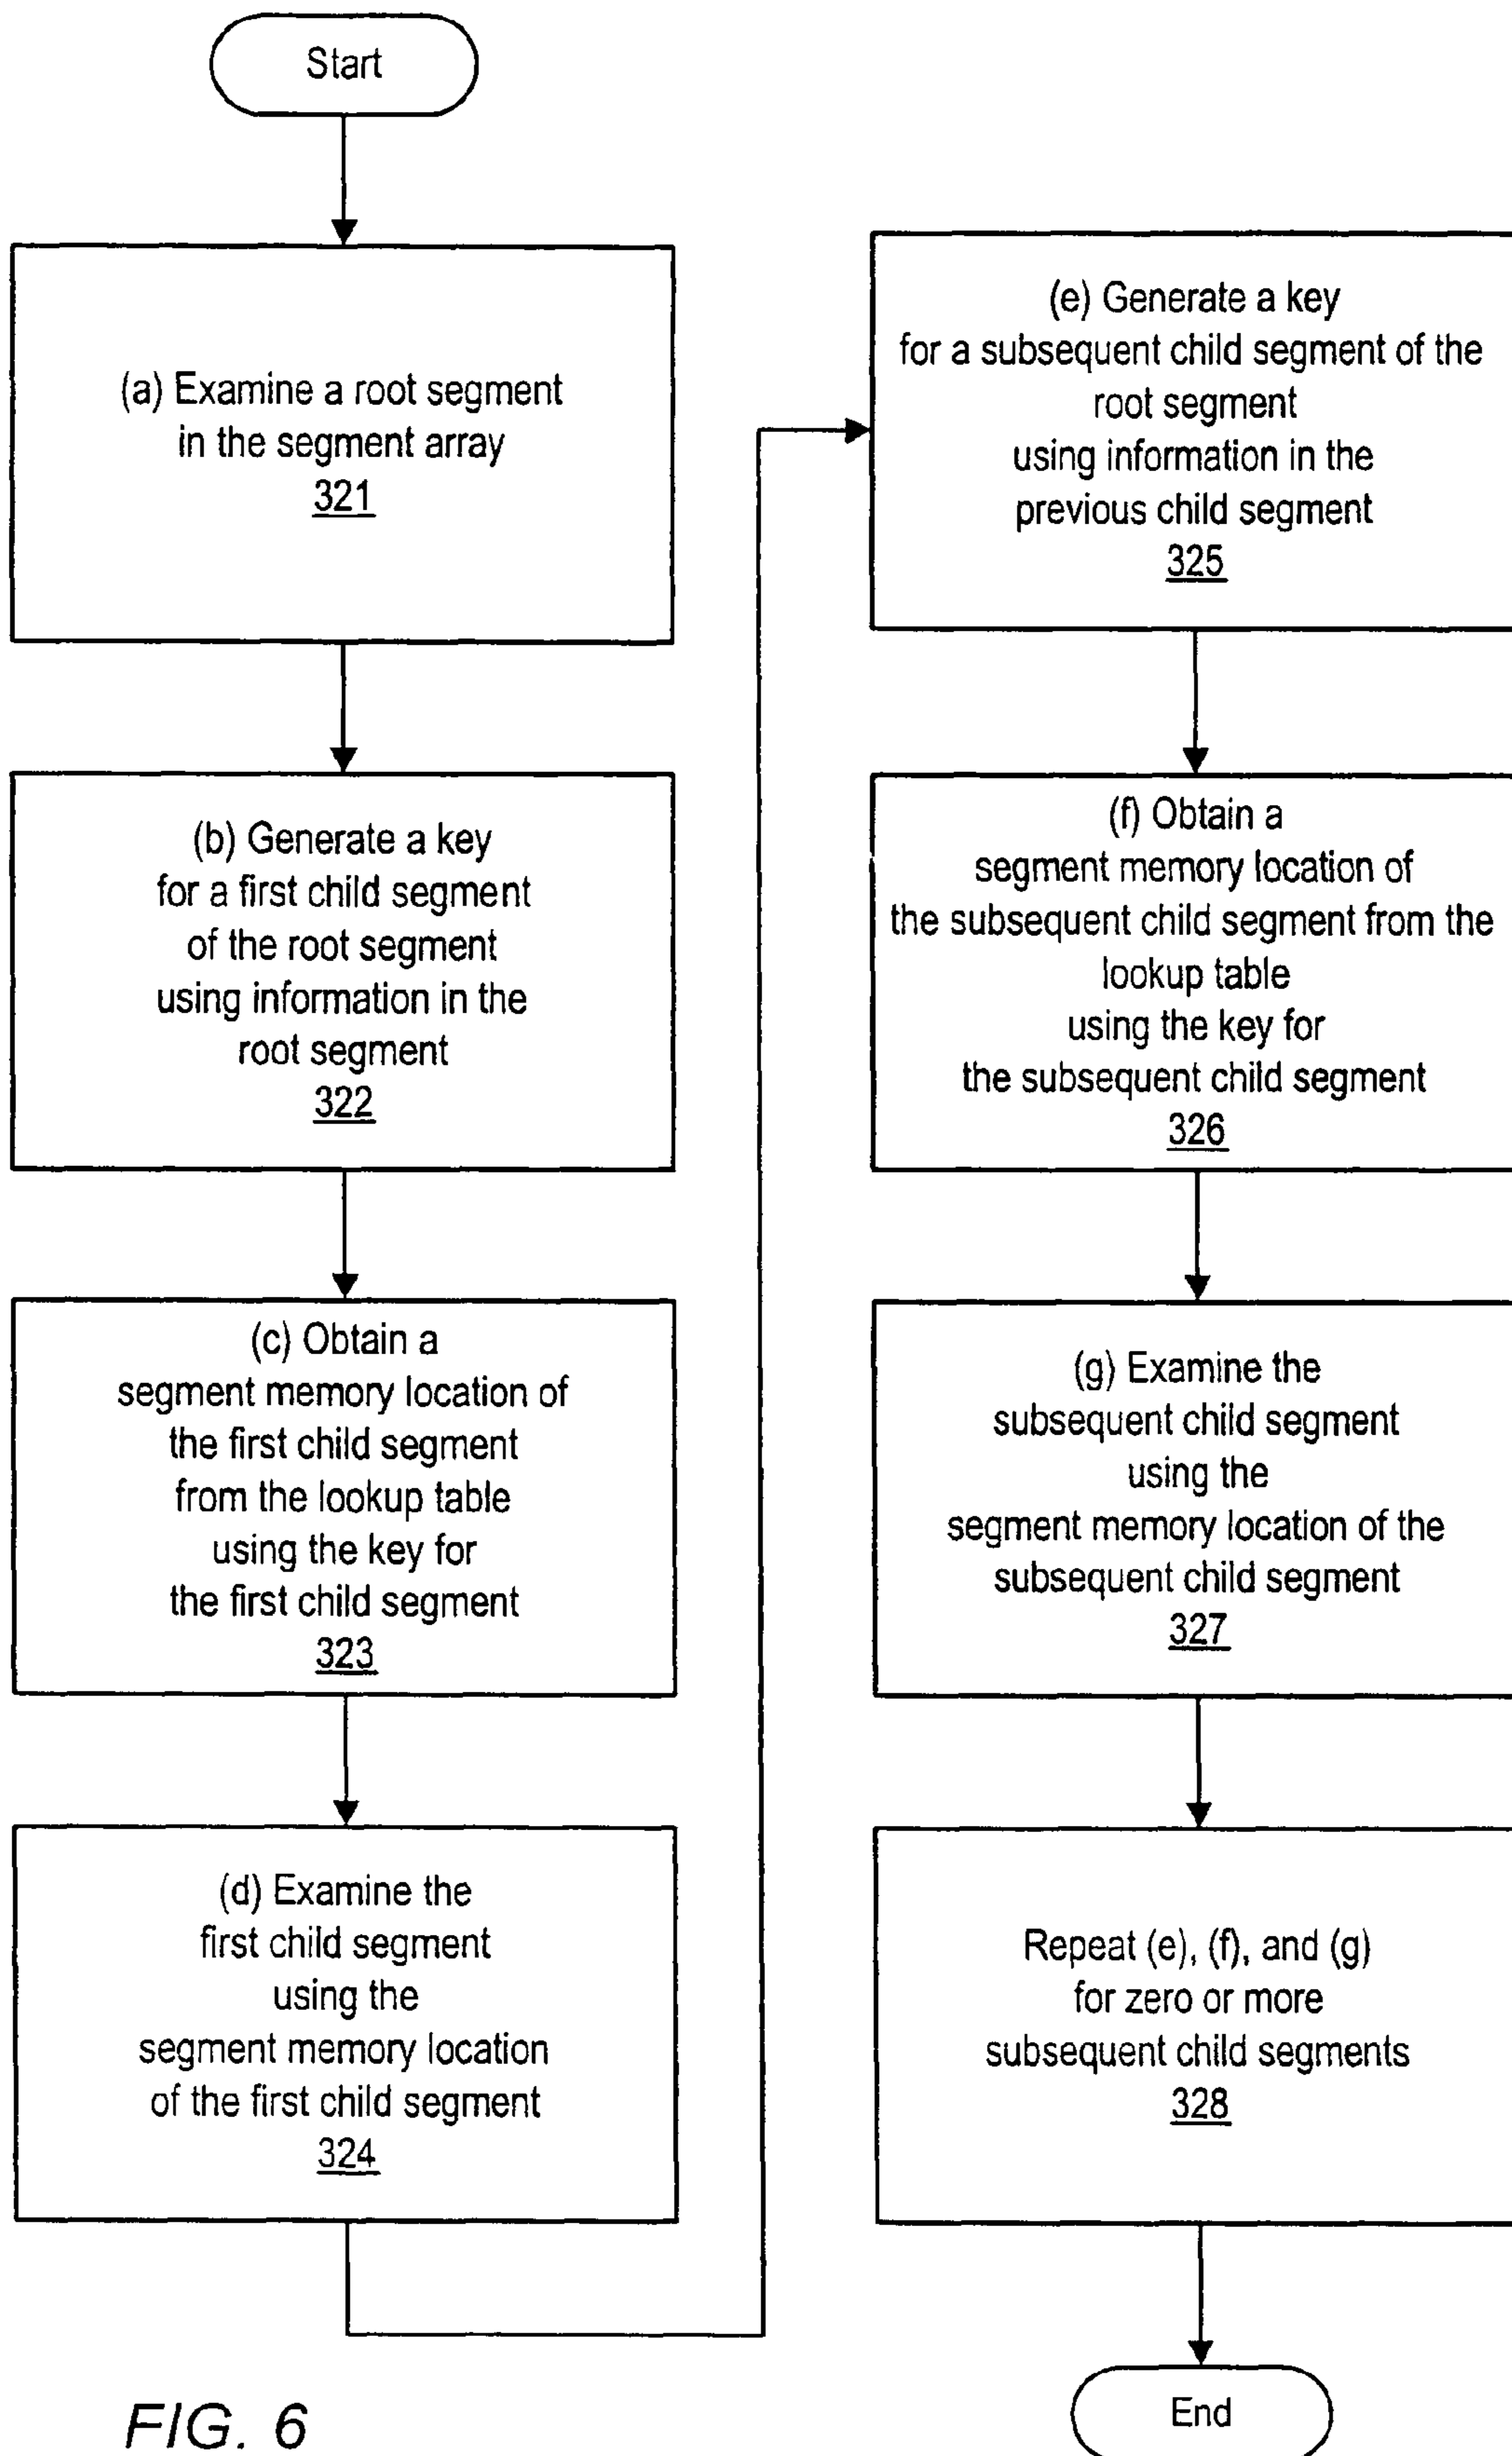 Start
(a) Examine a root segment
in the segment array
321
(b) Generate a key
for a first child segment
of the root segment
using information in the
root segment
322
(c) Obtain a
segment memory location of
the first child segment
from the lookup table
using the key for
the first child segment
323
(d) Examine the
first child segment
using the
segment memory location
of the first child segment
324
(e) Generate a key
for a subsequent child segment of the
root segment
using information in the
previous child segment
325
(f) Obtain a
segment memory location of
the subsequent child segment from the
lookup table
using the key for
the subsequent child segment
326
(g) Examine the
subsequent child segment
using the
segment memory location of the
subsequent child segment
327
Repeat (e), (f), and (g)
for zero or more
subsequent child segments
328
End
FIG. 6